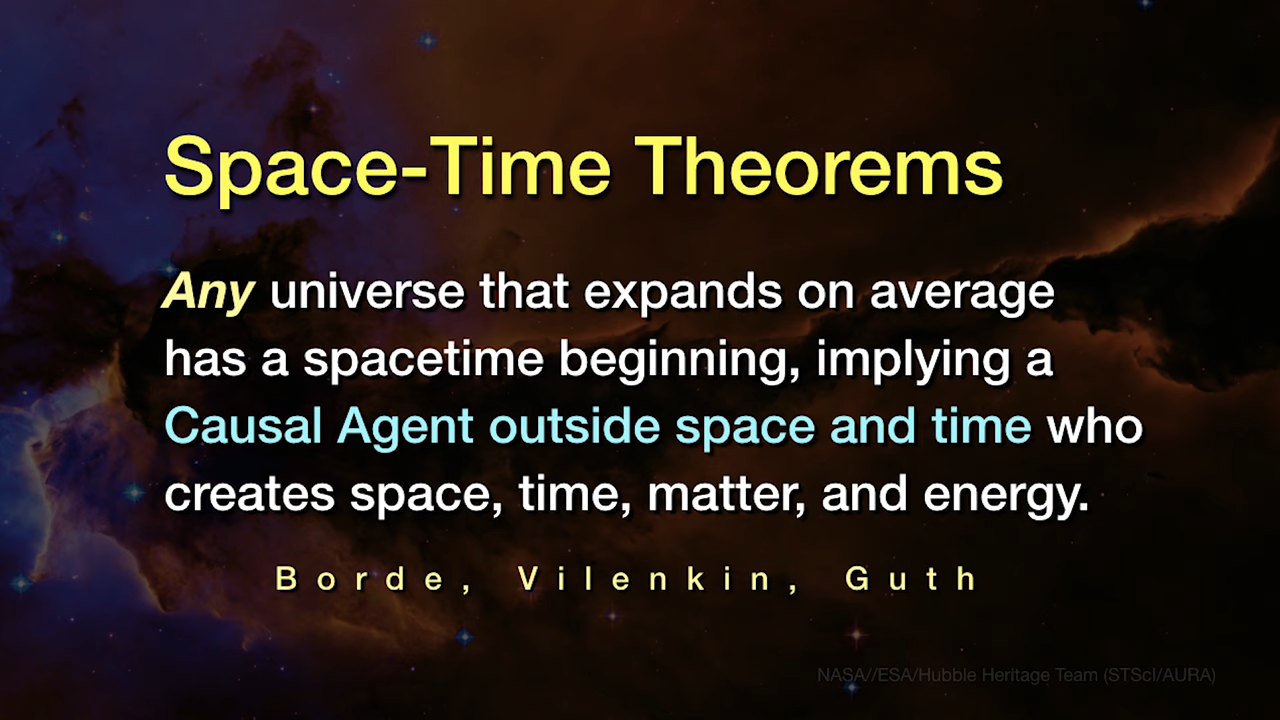 Space-Time Theorems
Any universe that expands on average
has a spacetime beginning, implying a
Causal Agent outside space and time who
creates space, time, matter, and energy.
Borde, Vilenkin, Guth
NASA//ESA/Hubble Heritage Team (STScI/AURA)